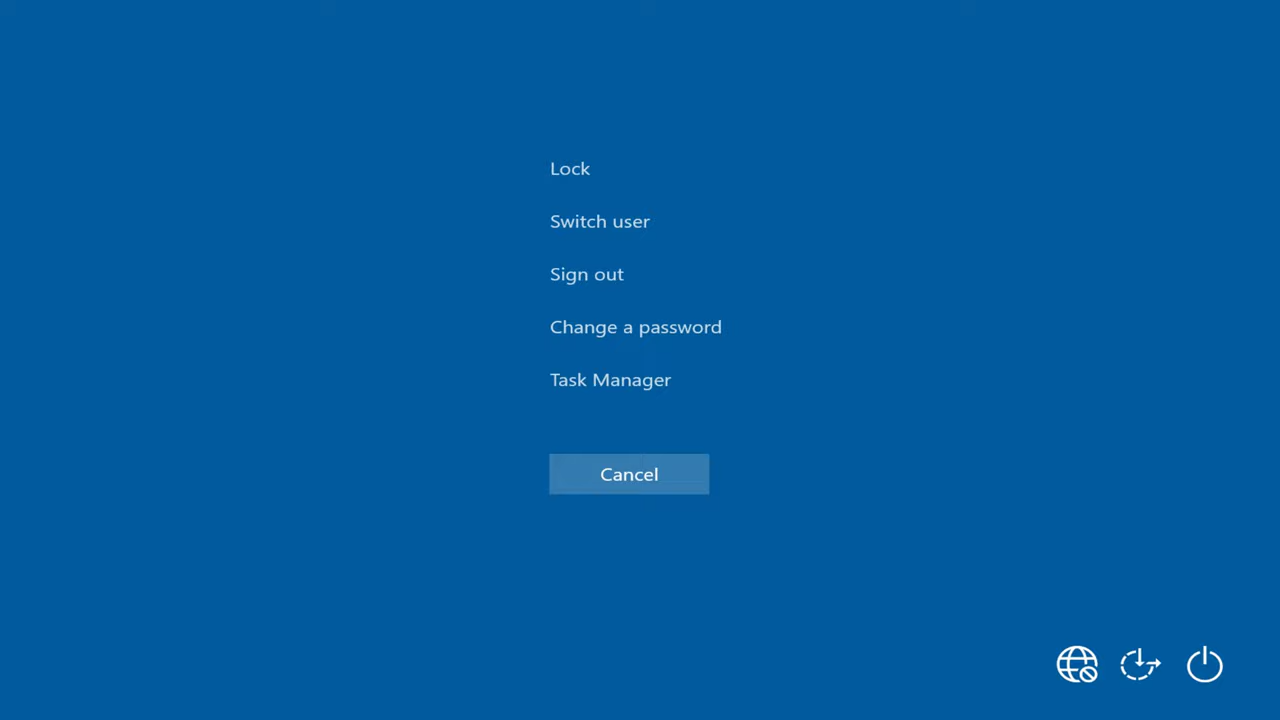 Lock
Switch user
Sign out
Change a password
Task Manager
Cancel